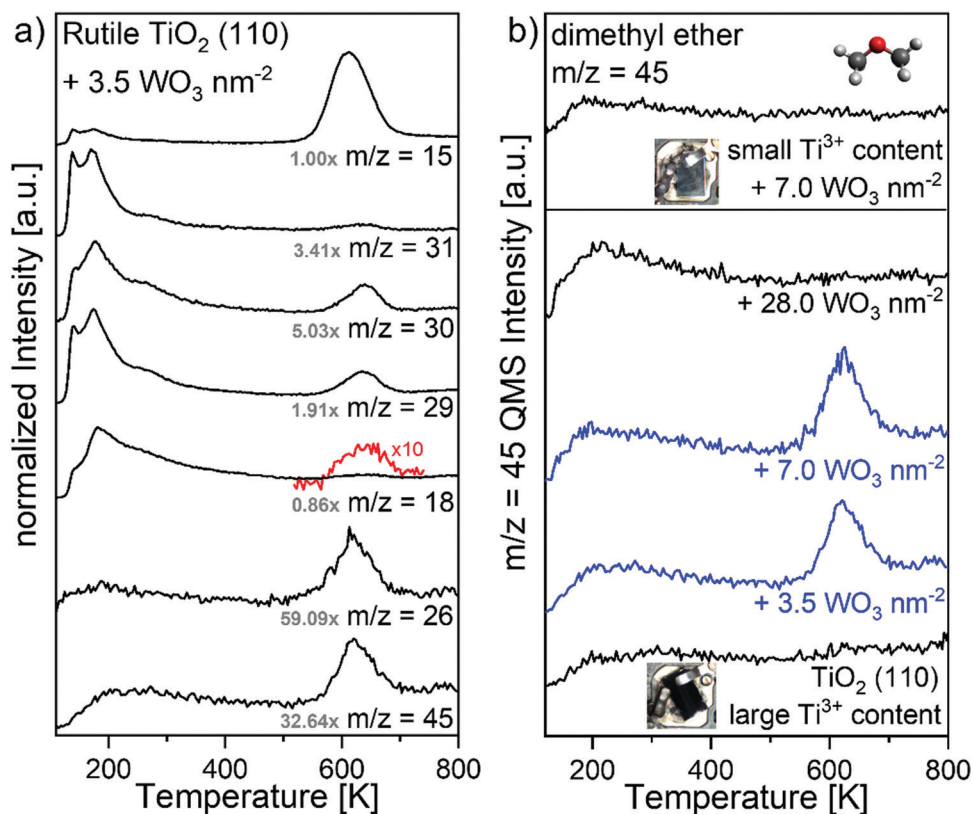 a)
Rutile TiO₂ (110)
+ 3.5 WO₃ nm⁻²
1.00x m/z = 15
3.41x m/z = 31
5.03x m/z = 30
1.91x m/z = 29
x10
0.86x m/z = 18
59.09x m/z = 26
32.64x m/z = 45
normalized Intensity [a.u.]
200 400 600 800
Temperature [K]
b)
dimethyl ether
m/z = 45
small Ti³⁺ content
+ 7.0 WO₃ nm⁻²
+ 28.0 WO₃ nm⁻²
+ 7.0 WO₃ nm⁻²
+ 3.5 WO₃ nm⁻²
TiO₂ (110)
large Ti³⁺ content
m/z = 45 QMS Intensity [a.u.]
200 400 600 800
Temperature [K]